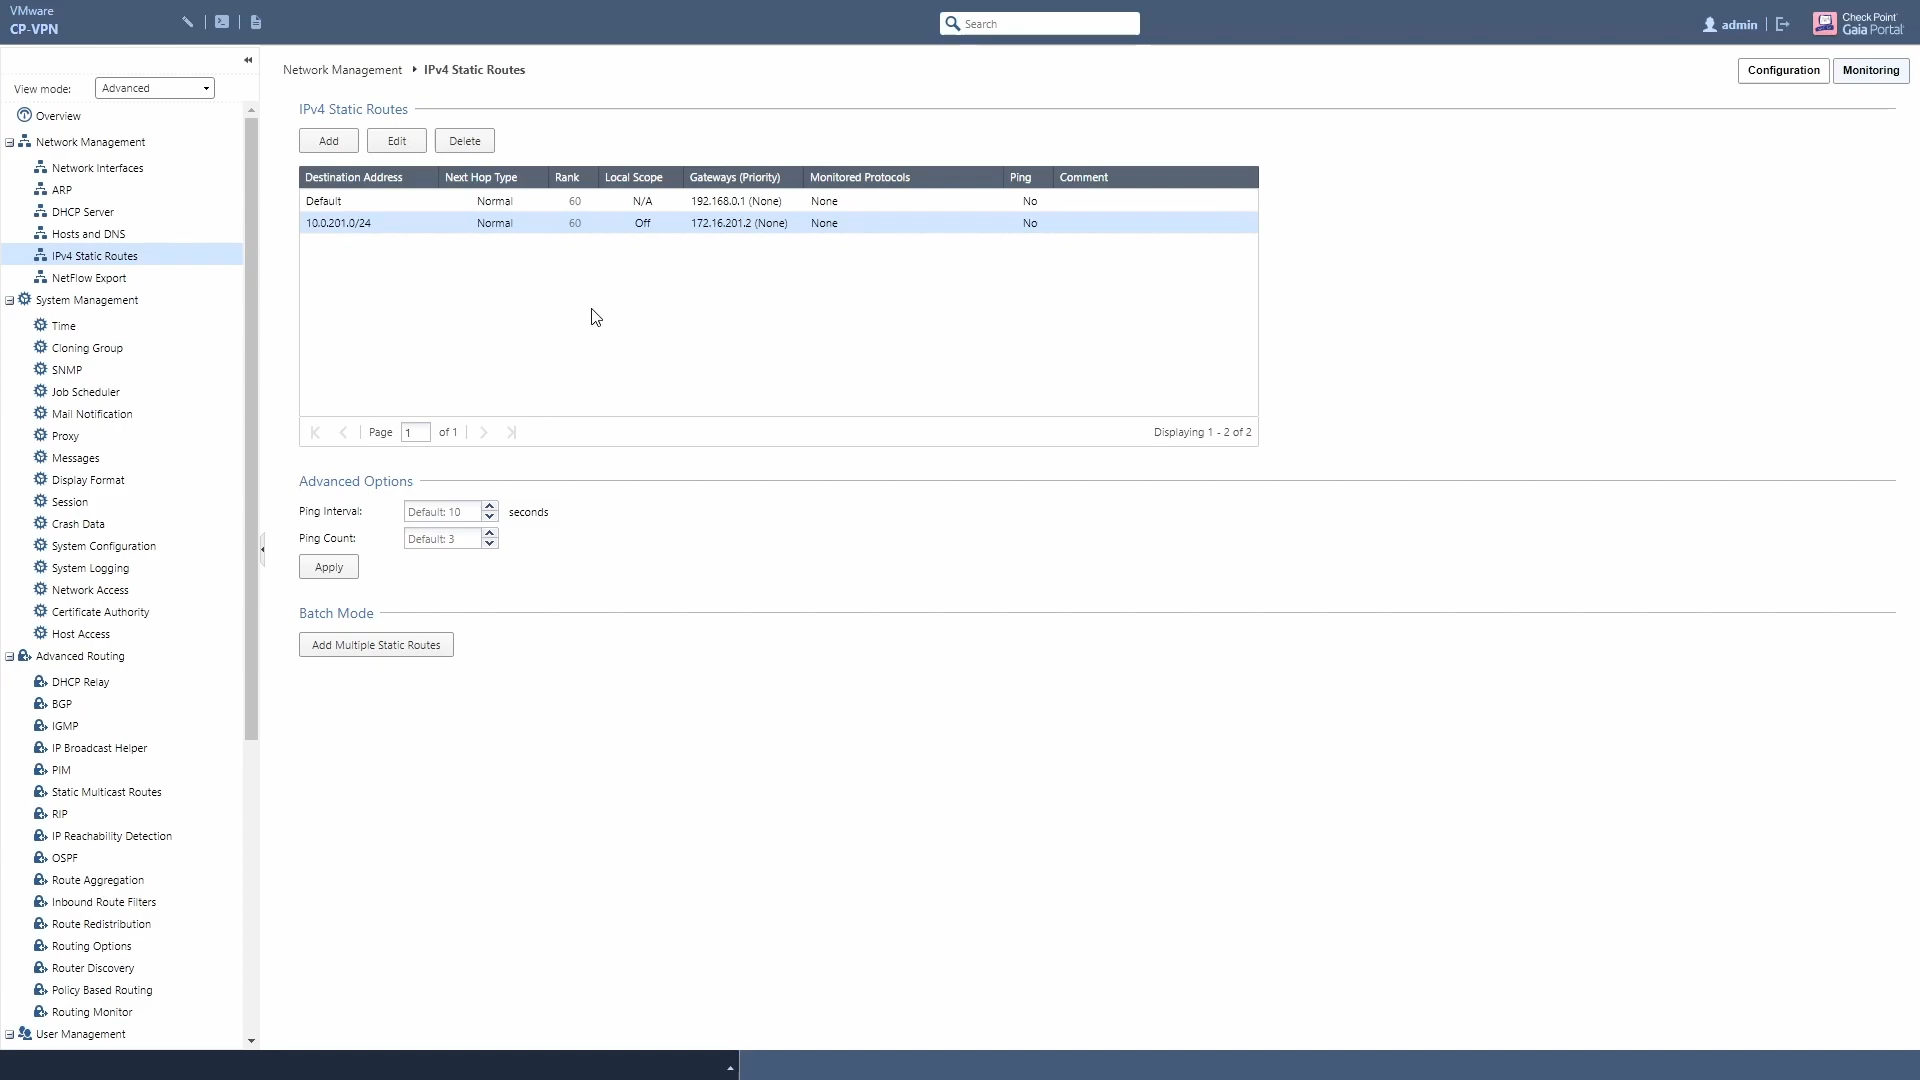 VMware
CP-VPN
Search
admin
Check Point
Gaia Portal
View mode: Advanced
Overview
Network Management
Network Interfaces
ARP
DHCP Server
Hosts and DNS
IPv4 Static Routes
NetFlow Export
System Management
Time
Cloning Group
SNMP
Job Scheduler
Mail Notification
Proxy
Messages
Display Format
Session
Crash Data
System Configuration
System Logging
Network Access
Certificate Authority
Host Access
Advanced Routing
DHCP Relay
BGP
IGMP
IP Broadcast Helper
PIM
Static Multicast Routes
RIP
IP Reachability Detection
OSPF
Route Aggregation
Inbound Route Filters
Route Redistribution
Routing Options
Router Discovery
Policy Based Routing
Routing Monitor
User Management
Network Management IPv4 Static Routes
Configuration Monitoring
IPv4 Static Routes
Add Edit Delete
Destination Address Next Hop Type Rank Local Scope Gateways (Priority) Monitored Protocols Ping Comment
Default Normal 60 N/A 192.168.0.1 (None) None No
10.0.201.0/24 Normal 60 Off 172.16.201.2 (None) None No
Page 1 of 1 Displaying 1 - 2 of 2
Advanced Options
Ping Interval: Default: 10 seconds
Ping Count: Default: 3
Apply
Batch Mode
Add Multiple Static Routes